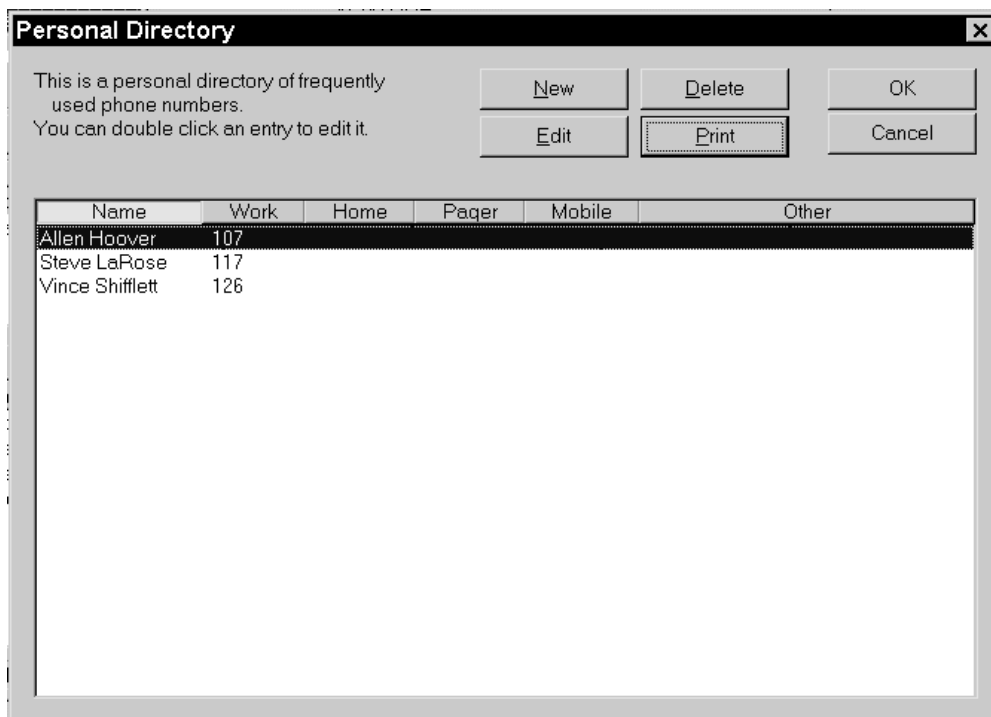 Personal Directory
This is a personal directory of frequently
used phone numbers.
You can double click an entry to edit it.
New Delete OK
Edit Print Cancel
Name Work Home Pager Mobile Other
Allen Hoover 107
Steve LaRose 117
Vince Shifflett 126